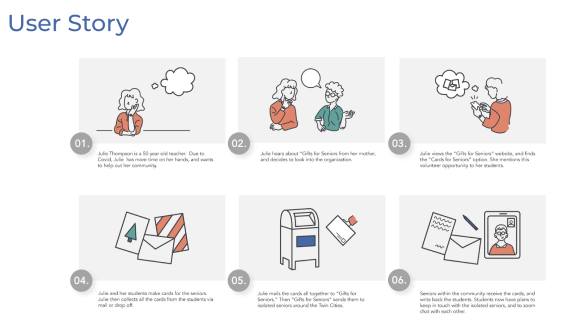 User Story
01.
Julie Thompson is a 50 year old teacher. Due to
Covid, Julie has more time on her hands, and wants
to help out her community.
02.
Julie hears about "Gifts for Seniors from her mother,
and decides to look into the organization.
03.
Julie views the "Gifts for Seniors" website, and finds
the "Cards for Seniors" option. She mentions this
volunteer opportunity to her students.
04.
Julie and her students make cards for the seniors.
Julie then collects all the cards from the students via
mail or drop off.
05.
Julie mails the cards all together to "Gifts for
Seniors." Then "Gifts for Seniors" sends them to
isolated seniors around the Twin Cities.
06.
Seniors within the community receive the cards, and
write back the students. Students now have plans to
keep in touch with the isolated seniors, and to zoom
chat with each other.